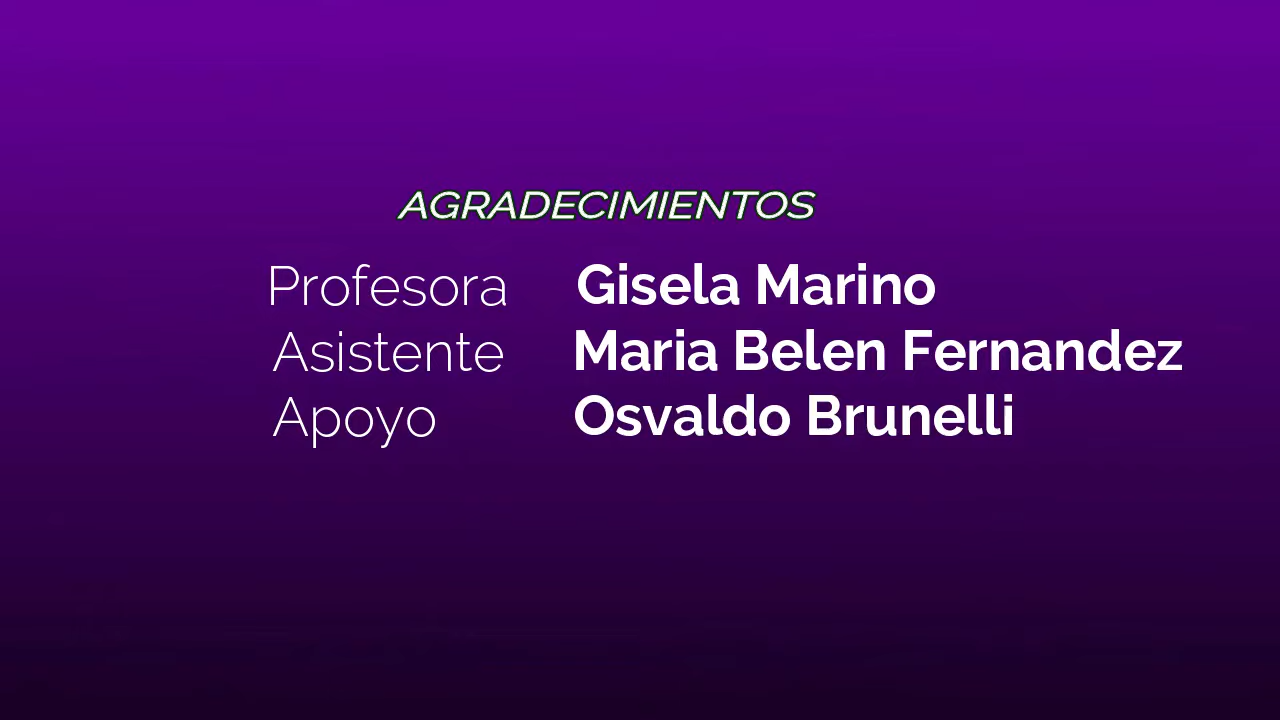 AGRADECIMIENTOS
Profesora Gisela Marino
Asistente Maria Belen Fernandez
Apoyo Osvaldo Brunelli